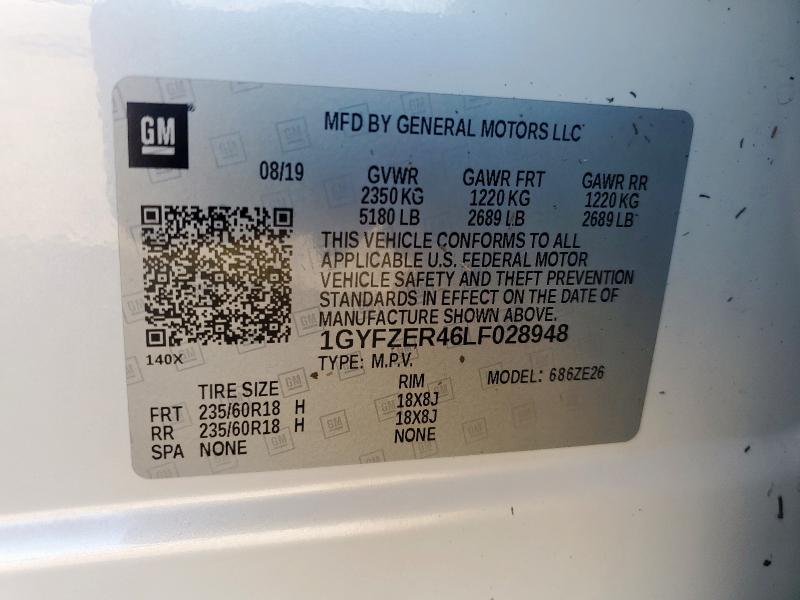 GM
MFD BY GENERAL MOTORS LLC
08/19 GVWR GAWR FRT GAWR RR
2350 KG 1220 KG 1220 KG
5180 LB 2689 LB 2689 LB
THIS VEHICLE CONFORMS TO ALL
APPLICABLE U.S. FEDERAL MOTOR
VEHICLE SAFETY AND THEFT PREVENTION
STANDARDS IN EFFECT ON THE DATE OF
MANUFACTURE SHOWN ABOVE.
1GYFZER46LF028948
140X
TYPE: M.P.V.
TIRE SIZE RIM MODEL: 686ZE26
FRT 235/60R18 H 18X8J
RR 235/60R18 H 18X8J
SPA NONE NONE